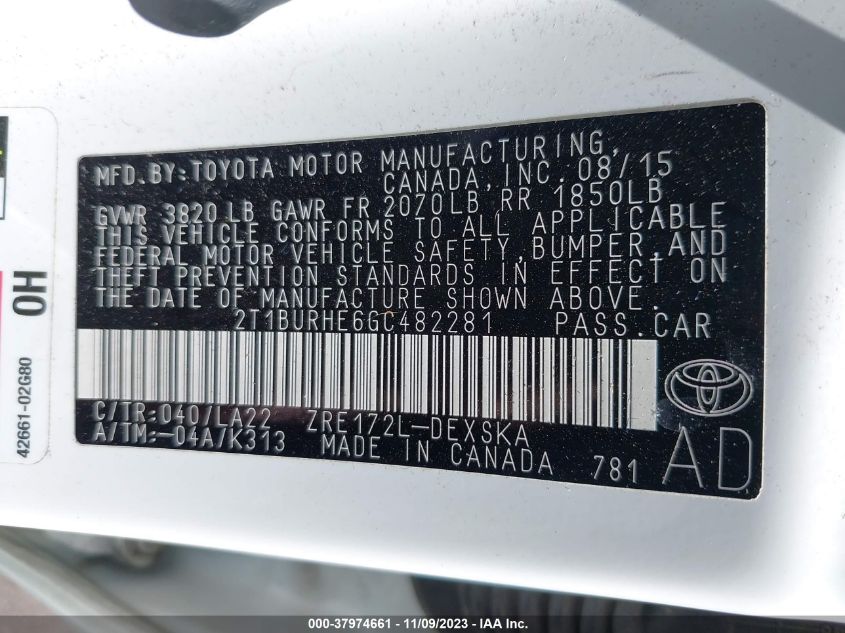 MFD.BY:TOYOTA MOTOR MANUFACTURING,
CANADA,INC. 08/15
GVWR 3820 LB GAWR FR 2070LB RR 1850LB
THIS VEHICLE CONFORMS TO ALL APPLICABLE
FEDERAL MOTOR VEHICLE SAFETY,BUMPER,AND
THEFT PREVENTION STANDARDS IN EFFECT ON
THE DATE OF MANUFACTURE SHOWN ABOVE.
2T1BURHE6GC482281 PASS.CAR
C/TR:040/LA22 ZRE172L-DEXSKA
A/TM:-04A/K313 MADE IN CANADA 781
AD
OH
42661-02G80
000-37974661 - 11/09/2023 - IAA Inc.